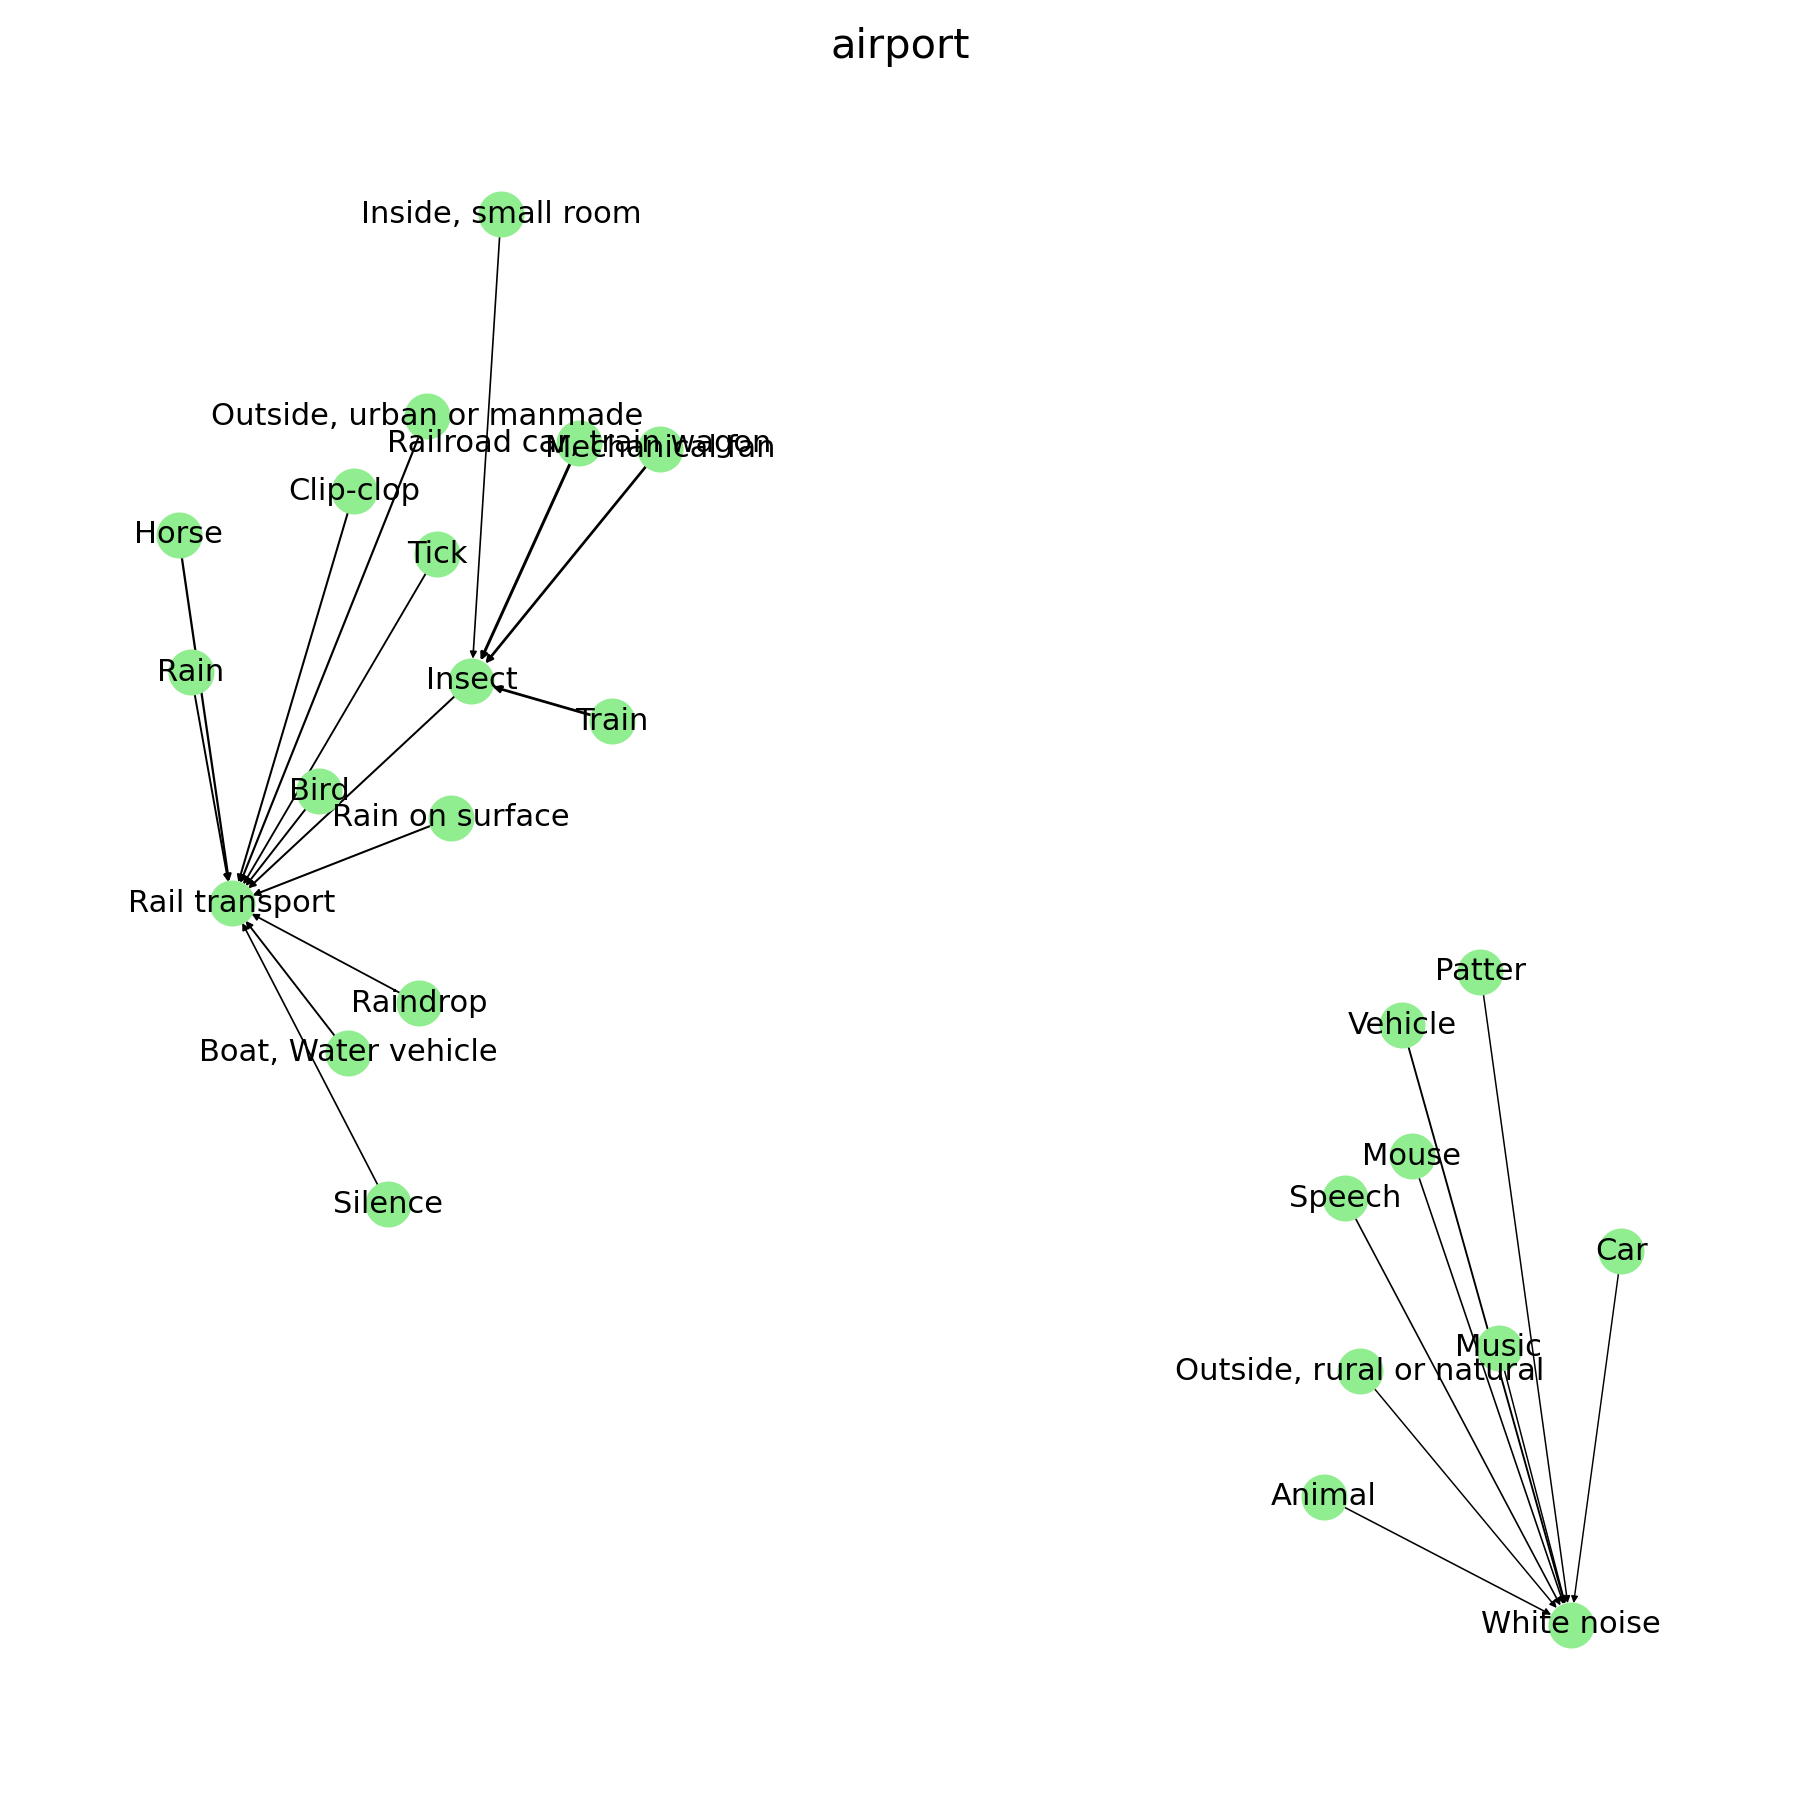 airport
Inside, small room
Outside, urban or manmade
Railroad car, train wagon
Mechanical fan
Clip-clop
Horse
Tick
Rain
Insect
Train
Bird
Rain on surface
Rail transport
Patter
Raindrop
Vehicle
Boat, Water vehicle
Mouse
Speech
Silence
Car
Music
Outside, rural or natural
Animal
White noise